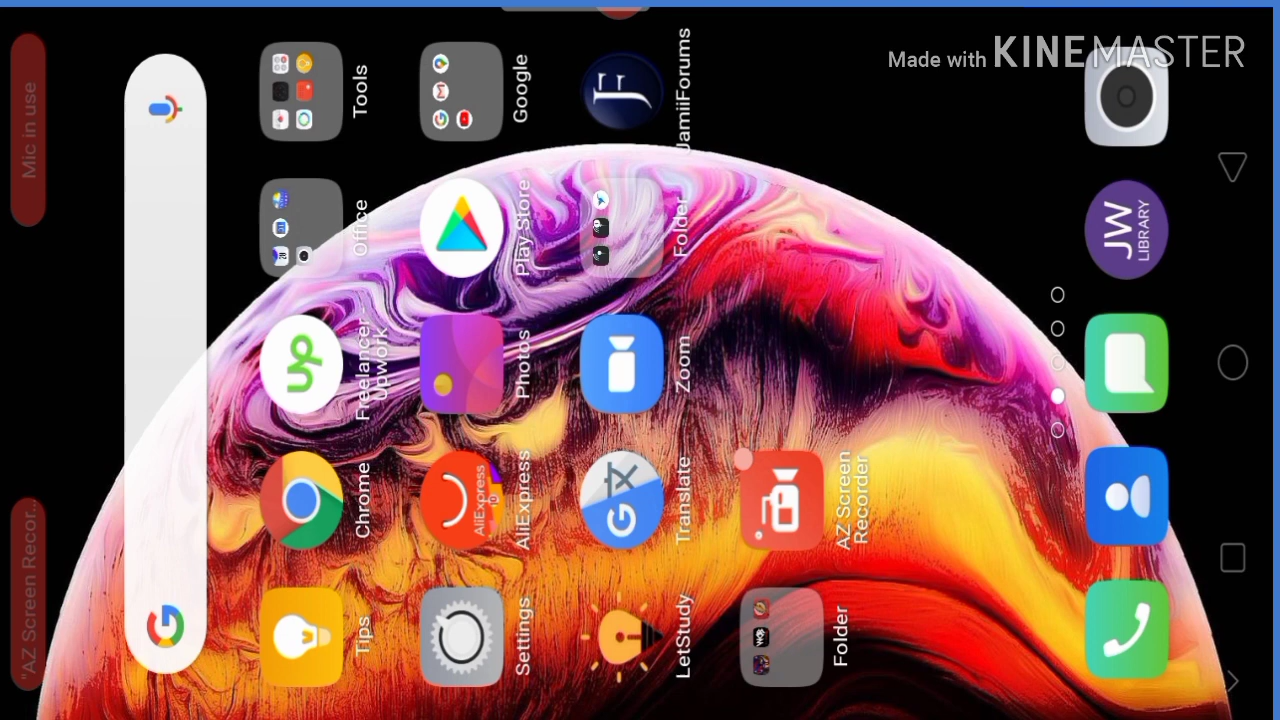 Made with KINEMASTER
"AZ Screen Recor...
Mic in use
Tips
Chrome
Freelancer -
Upwork
Office
Tools
Settings
AliExpress
AliExpress
Photos
Play Store
Google
LetStudy
Translate
Zoom
Folder
JamiiForums
Folder
AZ Screen
Recorder
JW
LIBRARY